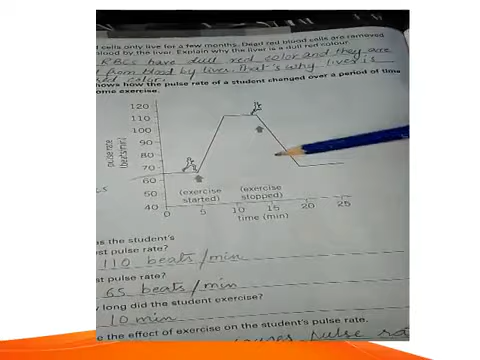 cells only live for a few months. Dead red blood cells are removed
blood by the liver. Explain why the liver is a dull red colour.
RBCs have dull red color and they are
from blood by liver. That's why liver is
red color.
shows how the pulse rate of a student changed over a period of time
some exercise.
pulse rate
(beats/min)
120
110
100
90
80
70
60
50
40
(exercise
started)
(exercise
stopped)
0
5
10
15
20
25
time (min)
as the student's
pulse rate?
110 beats/min
pulse rate?
65 beats/min
long did the student exercise?
10 min
the effect of exercise on the student's pulse rate.
pulse